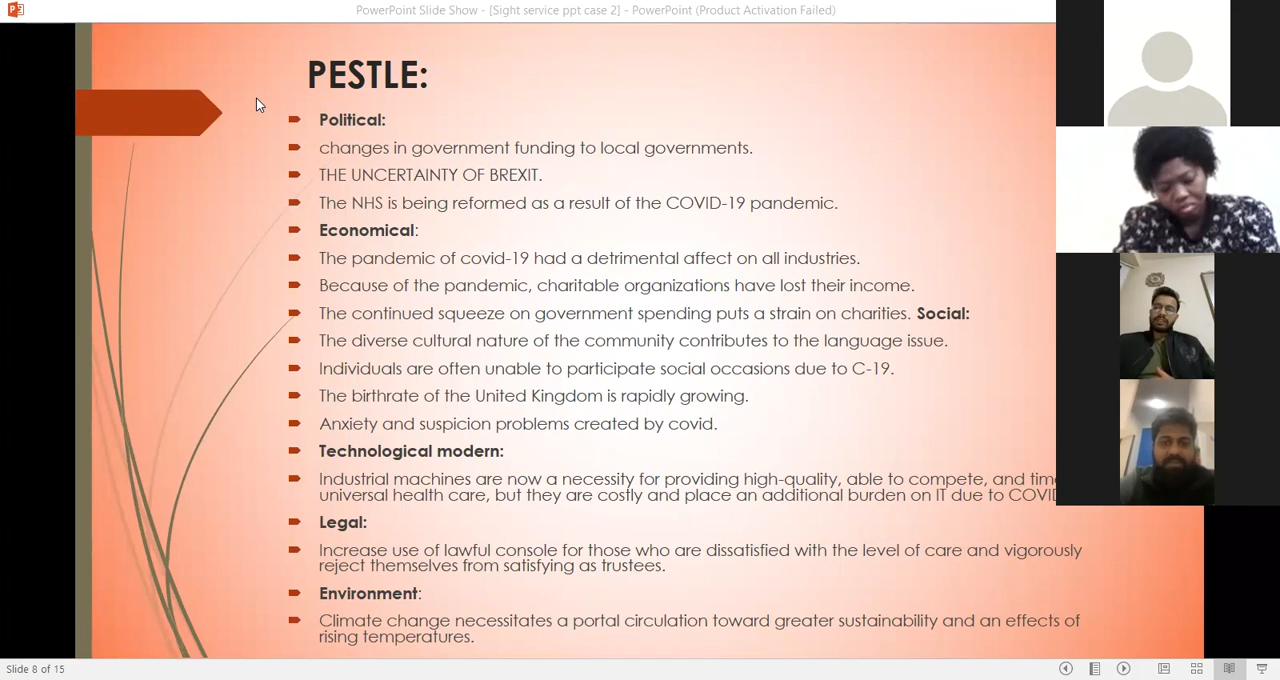 PowerPoint Slide Show - [Sight service ppt case 2] - PowerPoint (Product Activation Failed)
PESTLE:
Political:
changes in government funding to local governments.
THE UNCERTAINTY OF BREXIT.
The NHS is being reformed as a result of the COVID-19 pandemic.
Economical:
The pandemic of covid-19 had a detrimental affect on all industries.
Because of the pandemic, charitable organizations have lost their income.
The continued squeeze on government spending puts a strain on charities. Social:
The diverse cultural nature of the community contributes to the language issue.
Individuals are often unable to participate social occasions due to C-19.
The birthrate of the United Kingdom is rapidly growing.
Anxiety and suspicion problems created by covid.
Technological modern:
Industrial machines are now a necessity for providing high-quality, able to compete, and
universal health care, but they are costly and place an additional burden on IT due to
Legal:
Increase use of lawful console for those who are dissatisfied with the level of care and vigorously
reject themselves from satisfying as trustees.
Environment:
Climate change necessitates a portal circulation toward greater sustainability and an effects of
rising temperatures.
Slide 8 of 15